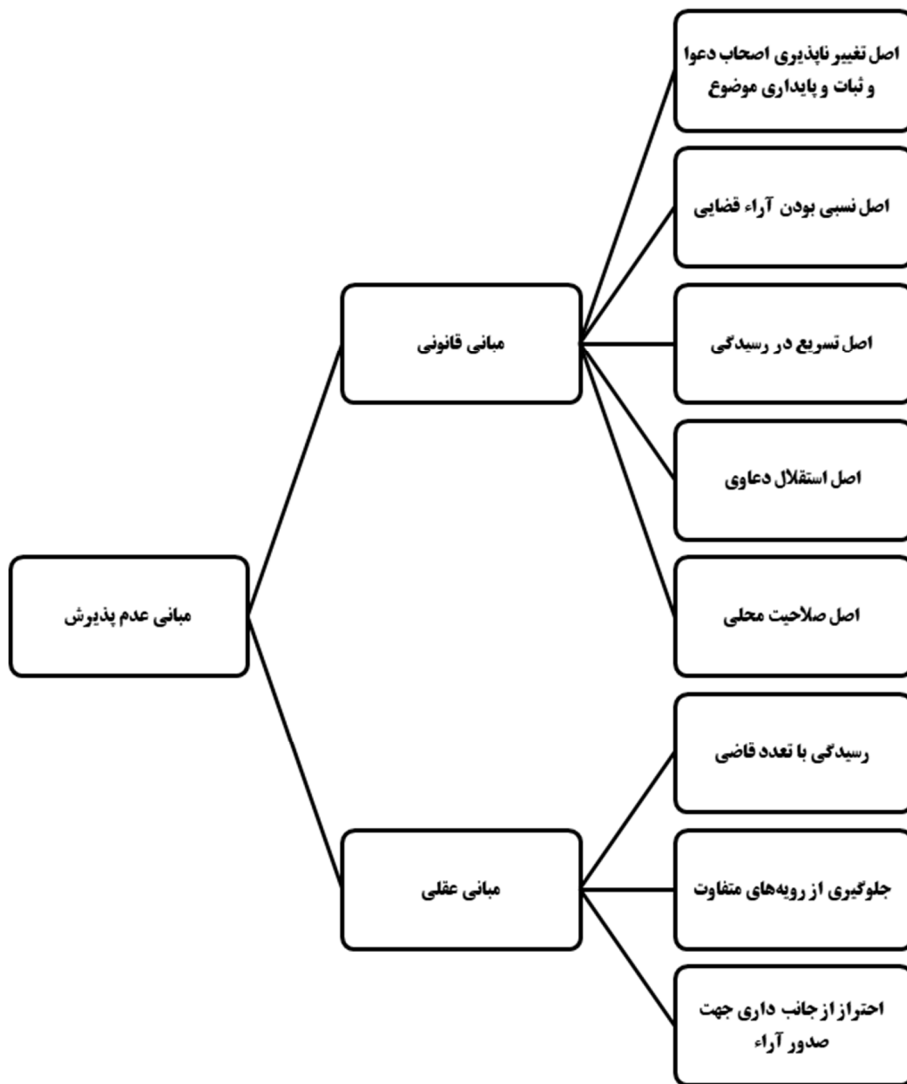 اصل تغییر ناپذیری اصحاب دعوا
و ثبات و پایداری موضوع
اصل نسبی بودن آراء قضایی
مبانی قانونی
اصل تسریع در رسیدگی
اصل استقلال دعاوی
مبانی عدم پذیرش
اصل صلاحیت محلی
رسیدگی با تعدد قاضی
مبانی عقلی
جلوگیری از رویه‌های متفاوت
احتراز از جانب داری جهت
صدور آراء